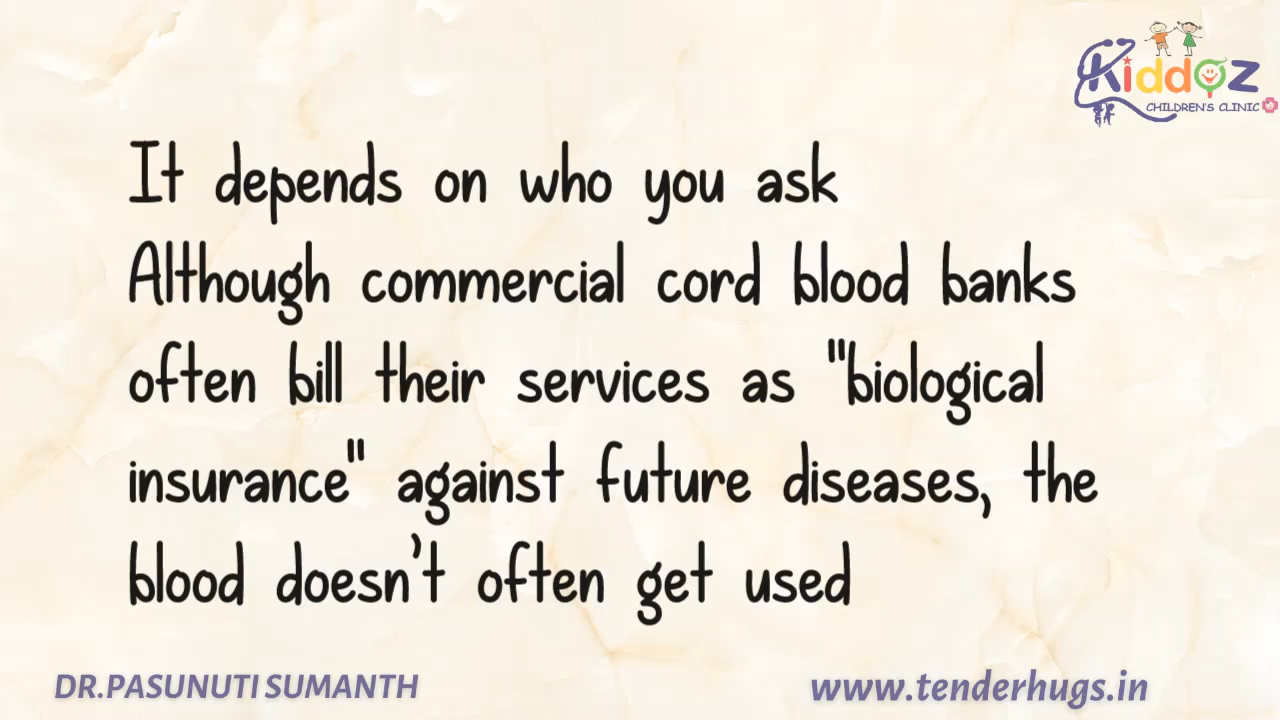 Kiddoz
CHILDREN'S CLINIC
It depends on who you ask
Although commercial cord blood banks
often bill their services as "biological
insurance" against future diseases, the
blood doesn't often get used
DR.PASUNUTI SUMANTH
www.tenderhugs.in